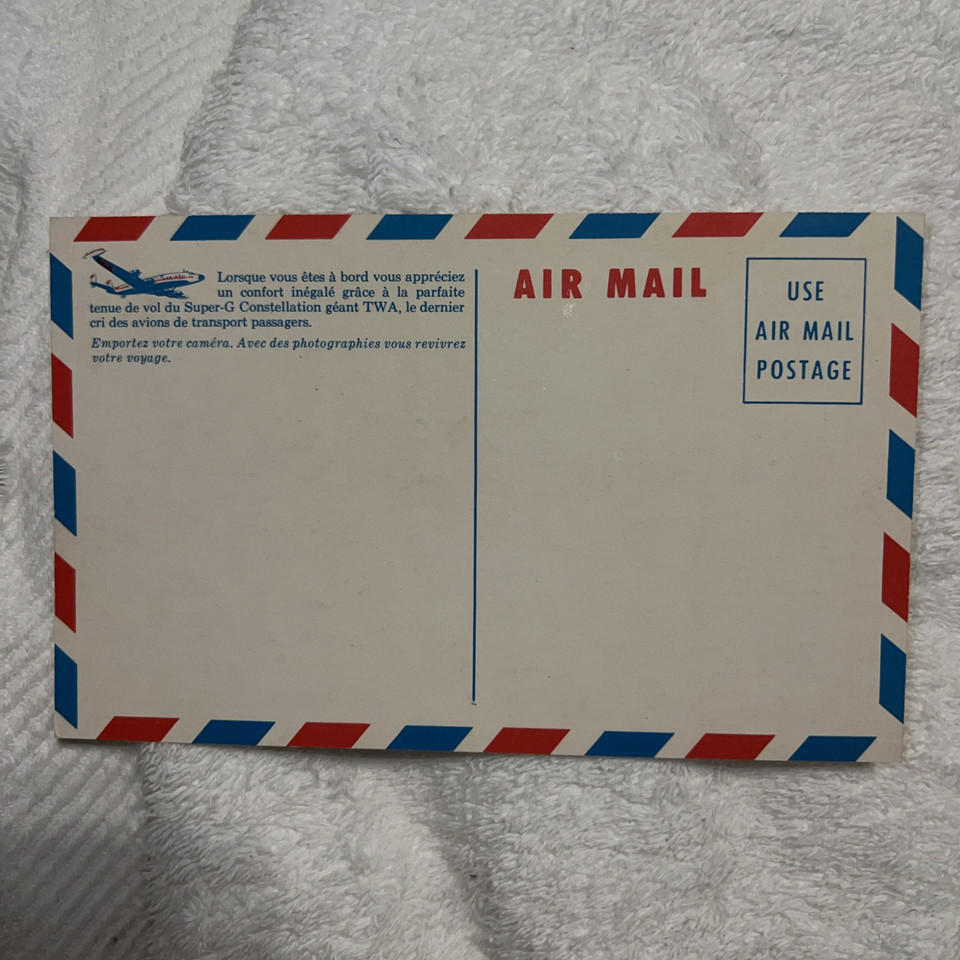 Lorsque vous êtes à bord vous appréciez
un confort inégalé grâce à la parfaite
tenue de vol du Super-G Constellation géant TWA, le dernier
cri des avions de transport passagers.
Emportez votre caméra. Avec des photographies vous revivrez
votre voyage.
AIR MAIL
USE
AIR MAIL
POSTAGE